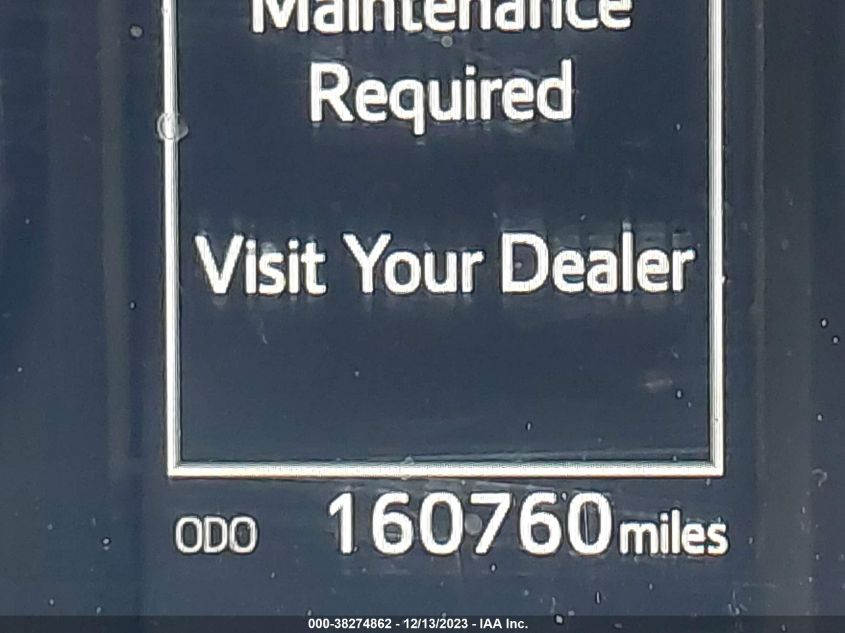 Maintenance
Required
Visit Your Dealer
ODO 160760 miles
000-38274862 - 12/13/2023 - IAA Inc.